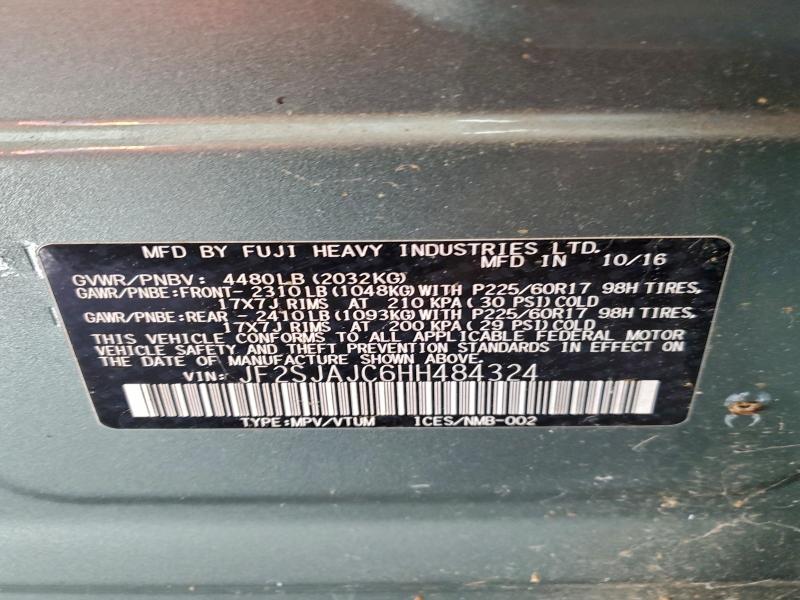 MFD BY FUJI HEAVY INDUSTRIES LTD.
MFD IN 10/16
GVWR/PNBV: 4480LB(2032KG)
GAWR/PNBE:FRONT-2310LB(1048KG)WITH P225/60R17 98H TIRES,
17X7J RIMS AT 210 KPA(30 PSI)COLD
GAWR/PNBE:REAR -2410LB(1093KG)WITH P225/60R17 98H TIRES,
17X7J RIMS AT 200 KPA(29 PSI)COLD
THIS VEHICLE CONFORMS TO ALL APPLICABLE FEDERAL MOTOR
VEHICLE SAFETY AND THEFT PREVENTION STANDARDS IN EFFECT ON
THE DATE OF MANUFACTURE SHOWN ABOVE.
VIN: JF2SJAJC6HH484324
TYPE:MPV/VTUM ICES/NMB-002